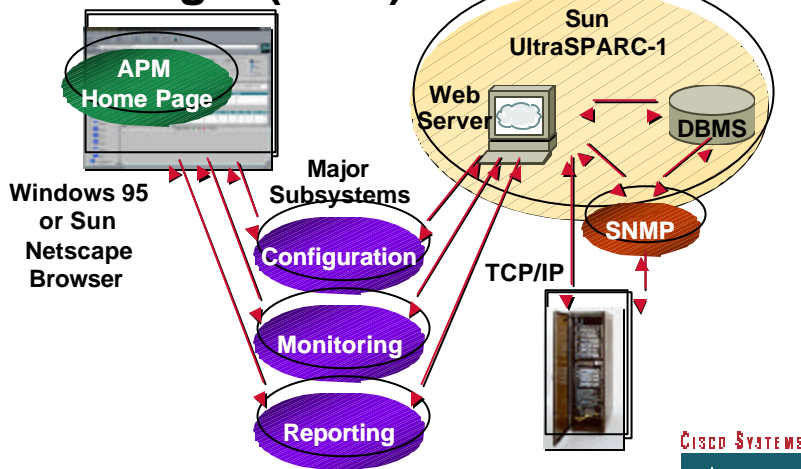 Sun
UltraSPARC-1
APM
Home Page
Web
Server
DBMS
Major
Subsystems
Windows 95
or Sun
Netscape
Browser
SNMP
Configuration
TCP/IP
Monitoring
Reporting
CISCO SYSTEMS